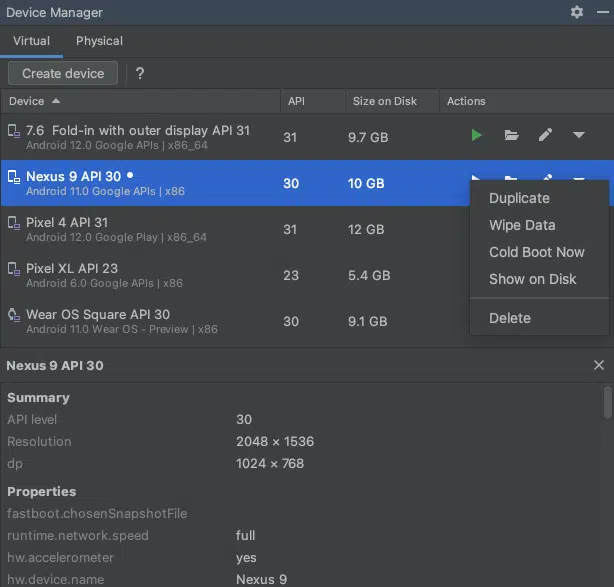 Device Manager
Virtual Physical
Create device ?
Device API Size on Disk Actions
7.6 Fold-in with outer display API 31 31 9.7 GB
Android 12.0 Google APIs | x86_64
Nexus 9 API 30 30 10 GB
Android 11.0 Google APIs | x86
Pixel 4 API 31 31 12 GB
Android 12.0 Google Play | x86_64
Pixel XL API 23 23 5.4 GB
Android 6.0 Google APIs | x86
Wear OS Square API 30 30 9.1 GB
Android 11.0 Wear OS - Preview | x86
Duplicate
Wipe Data
Cold Boot Now
Show on Disk
Delete
Nexus 9 API 30
Summary
API level 30
Resolution 2048 × 1536
dp 1024 × 768
Properties
fastboot.chosenSnapshotFile
runtime.network.speed full
hw.accelerometer yes
hw.device.name Nexus 9